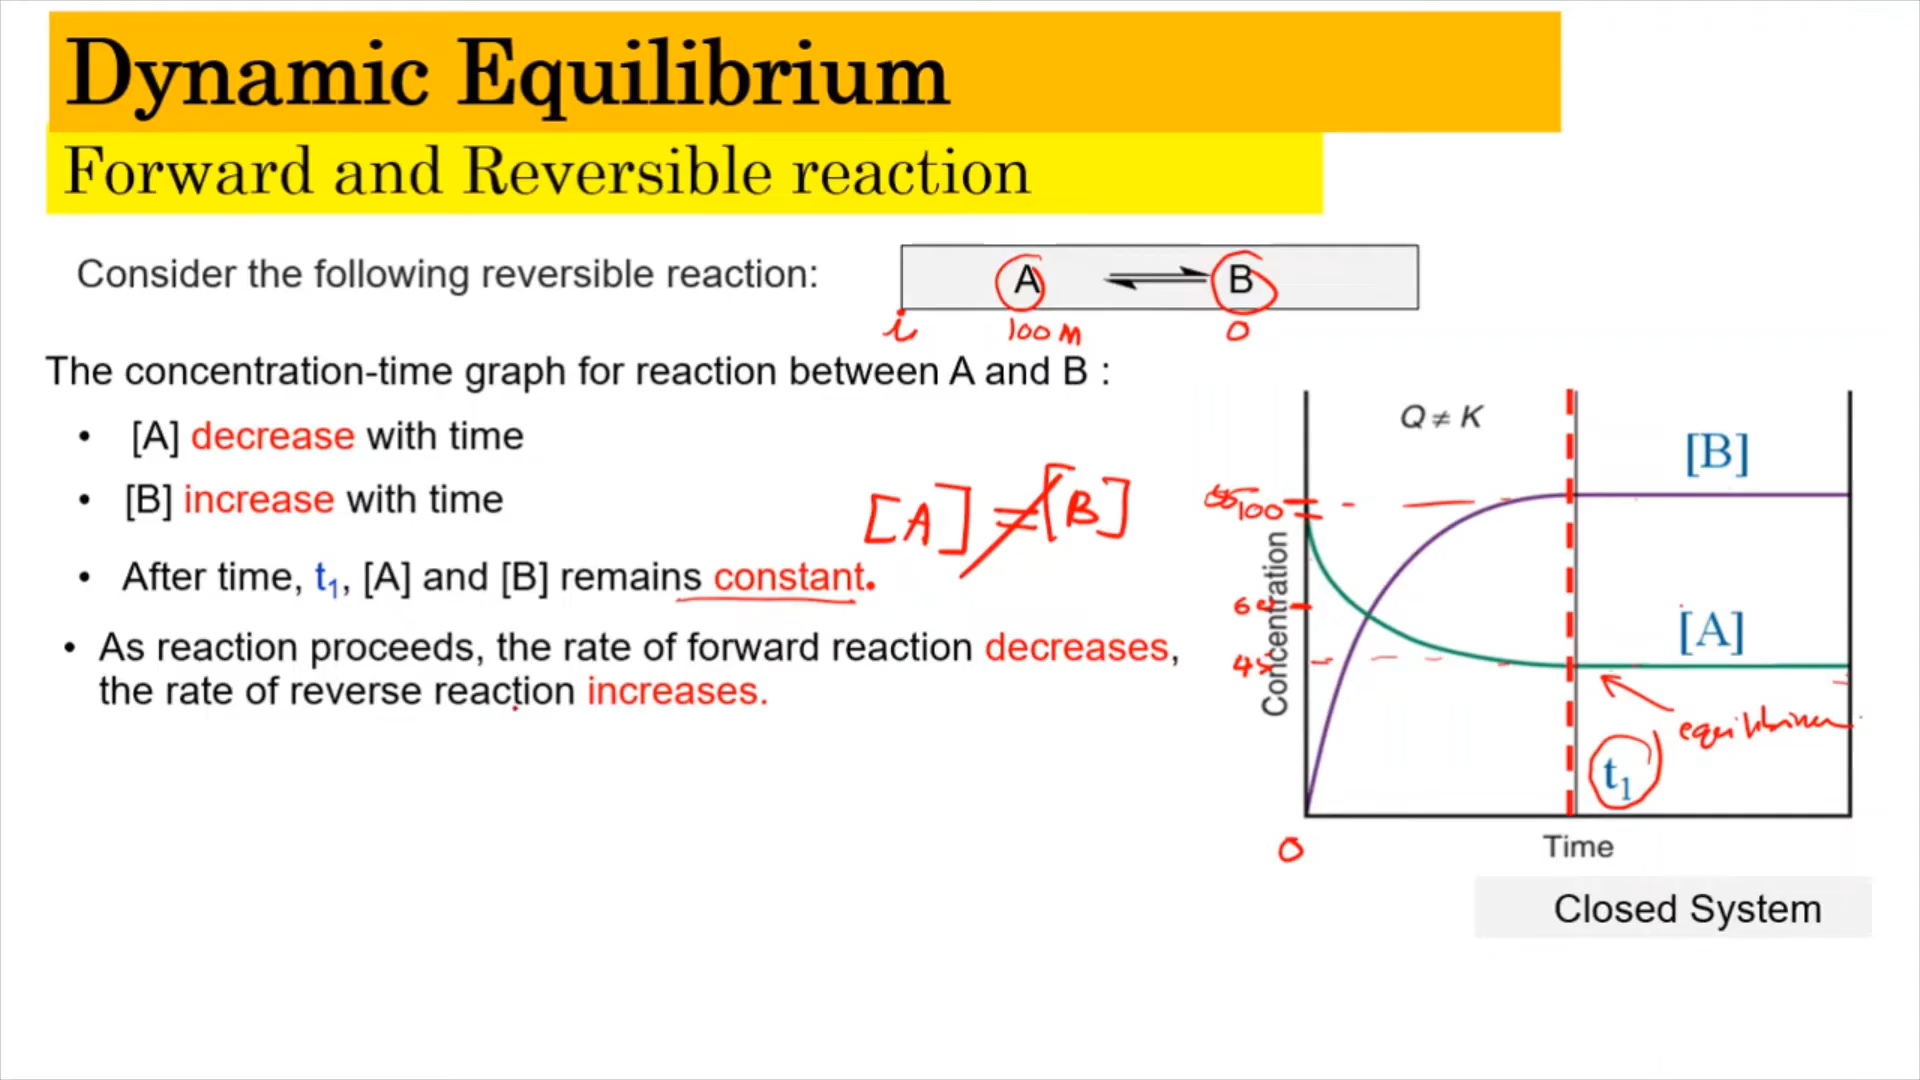 Dynamic Equilibrium
Forward and Reversible reaction
Consider the following reversible reaction:
A ⇌ B
i 100 M 0
The concentration-time graph for reaction between A and B :
• [A] decrease with time
• [B] increase with time
[A] ≠ [B]
• After time, t₁, [A] and [B] remains constant.
• As reaction proceeds, the rate of forward reaction decreases,
the rate of reverse reaction increases.
Q ≠ K
[B]
100
Concentration
[A]
equilibrium
t₁
0
Time
Closed System